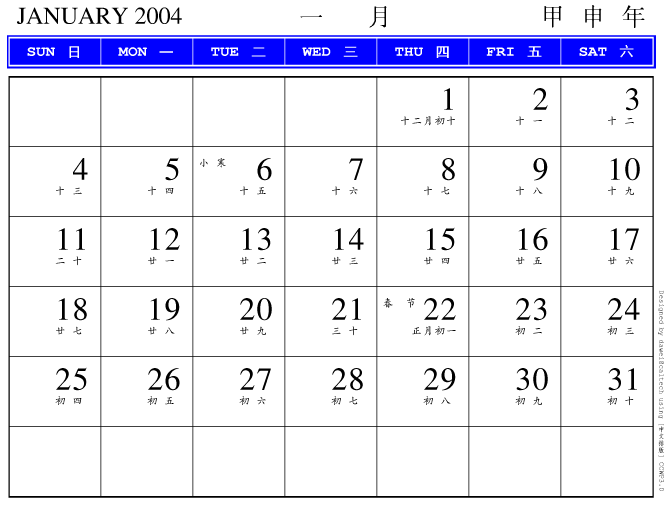 JANUARY 2004 一 月 甲 申 年
SUN 日 MON 一 TUE 二 WED 三 THU 四 FRI 五 SAT 六
1 2 3
十二月初十 十 一 十 二
4 5 小 寒 6 7 8 9 10
十 三 十 四 十 五 十 六 十 七 十 八 十 九
11 12 13 14 15 16 17
二 十 廿 一 廿 二 廿 三 廿 四 廿 五 廿 六
18 19 20 21 春 节 22 23 24
廿 七 廿 八 廿 九 三 十 正月初一 初 二 初 三
25 26 27 28 29 30 31
初 四 初 五 初 六 初 七 初 八 初 九 初 十
Designed by dawei@caltech using [中文排版] CCWP3.0